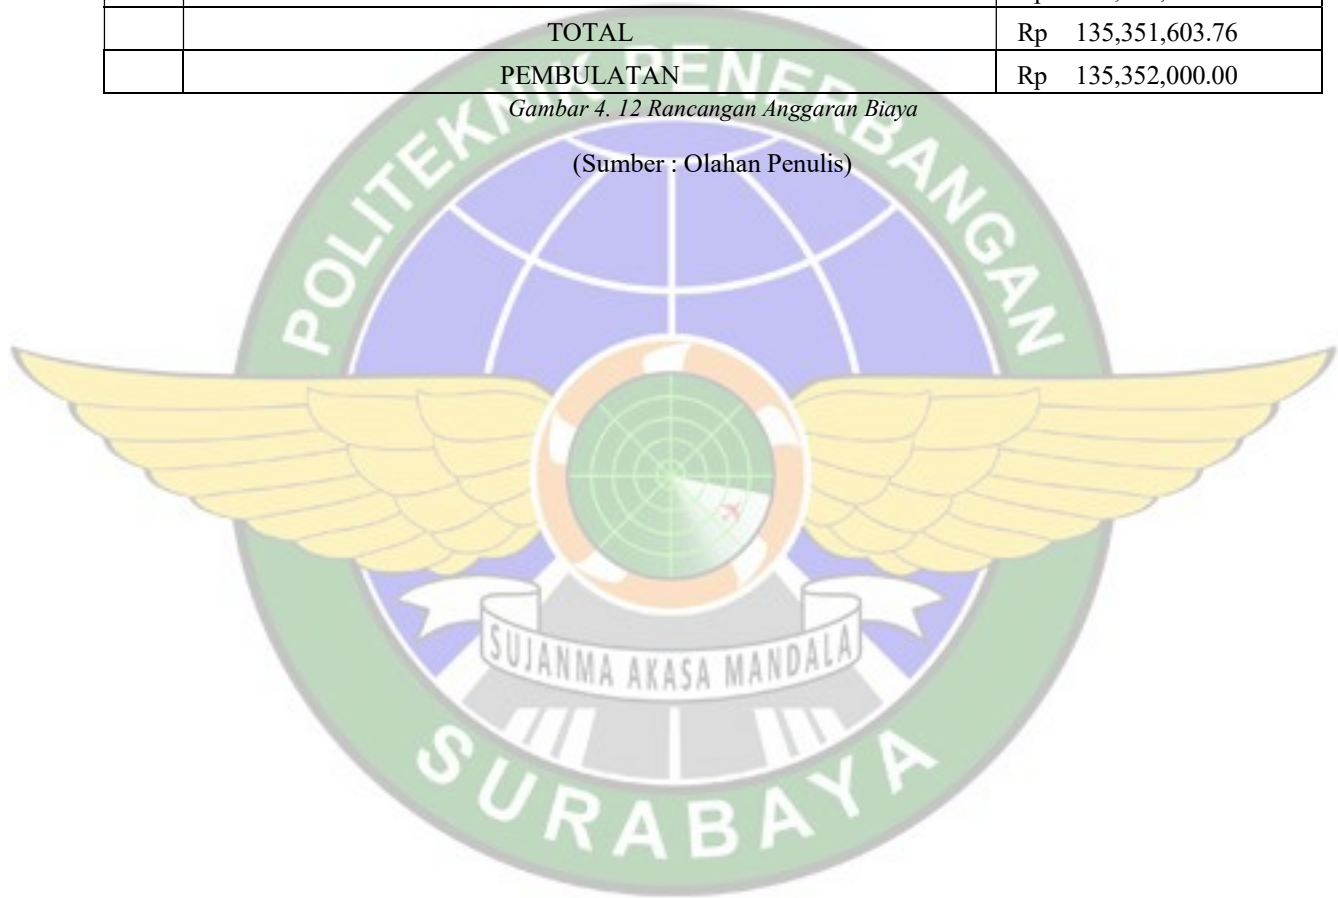 TOTAL Rp 135,351,603.76
PEMBULATAN Rp 135,352,000.00
Gambar 4. 12 Rancangan Anggaran Biaya
(Sumber : Olahan Penulis)
POLITEKNIK PENERBANGAN
SUJANMA AKASA MANDALA
SURABAYA